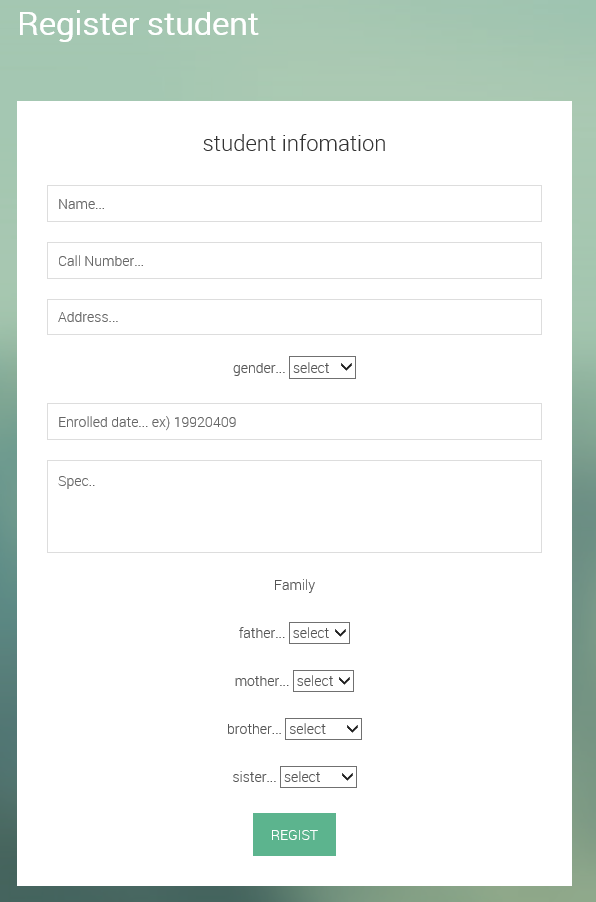 Register student
student infomation
Name...
Call Number...
Address...
gender... select
Enrolled date... ex) 19920409
Spec..
Family
father... select
mother... select
brother... select
sister... select
REGIST